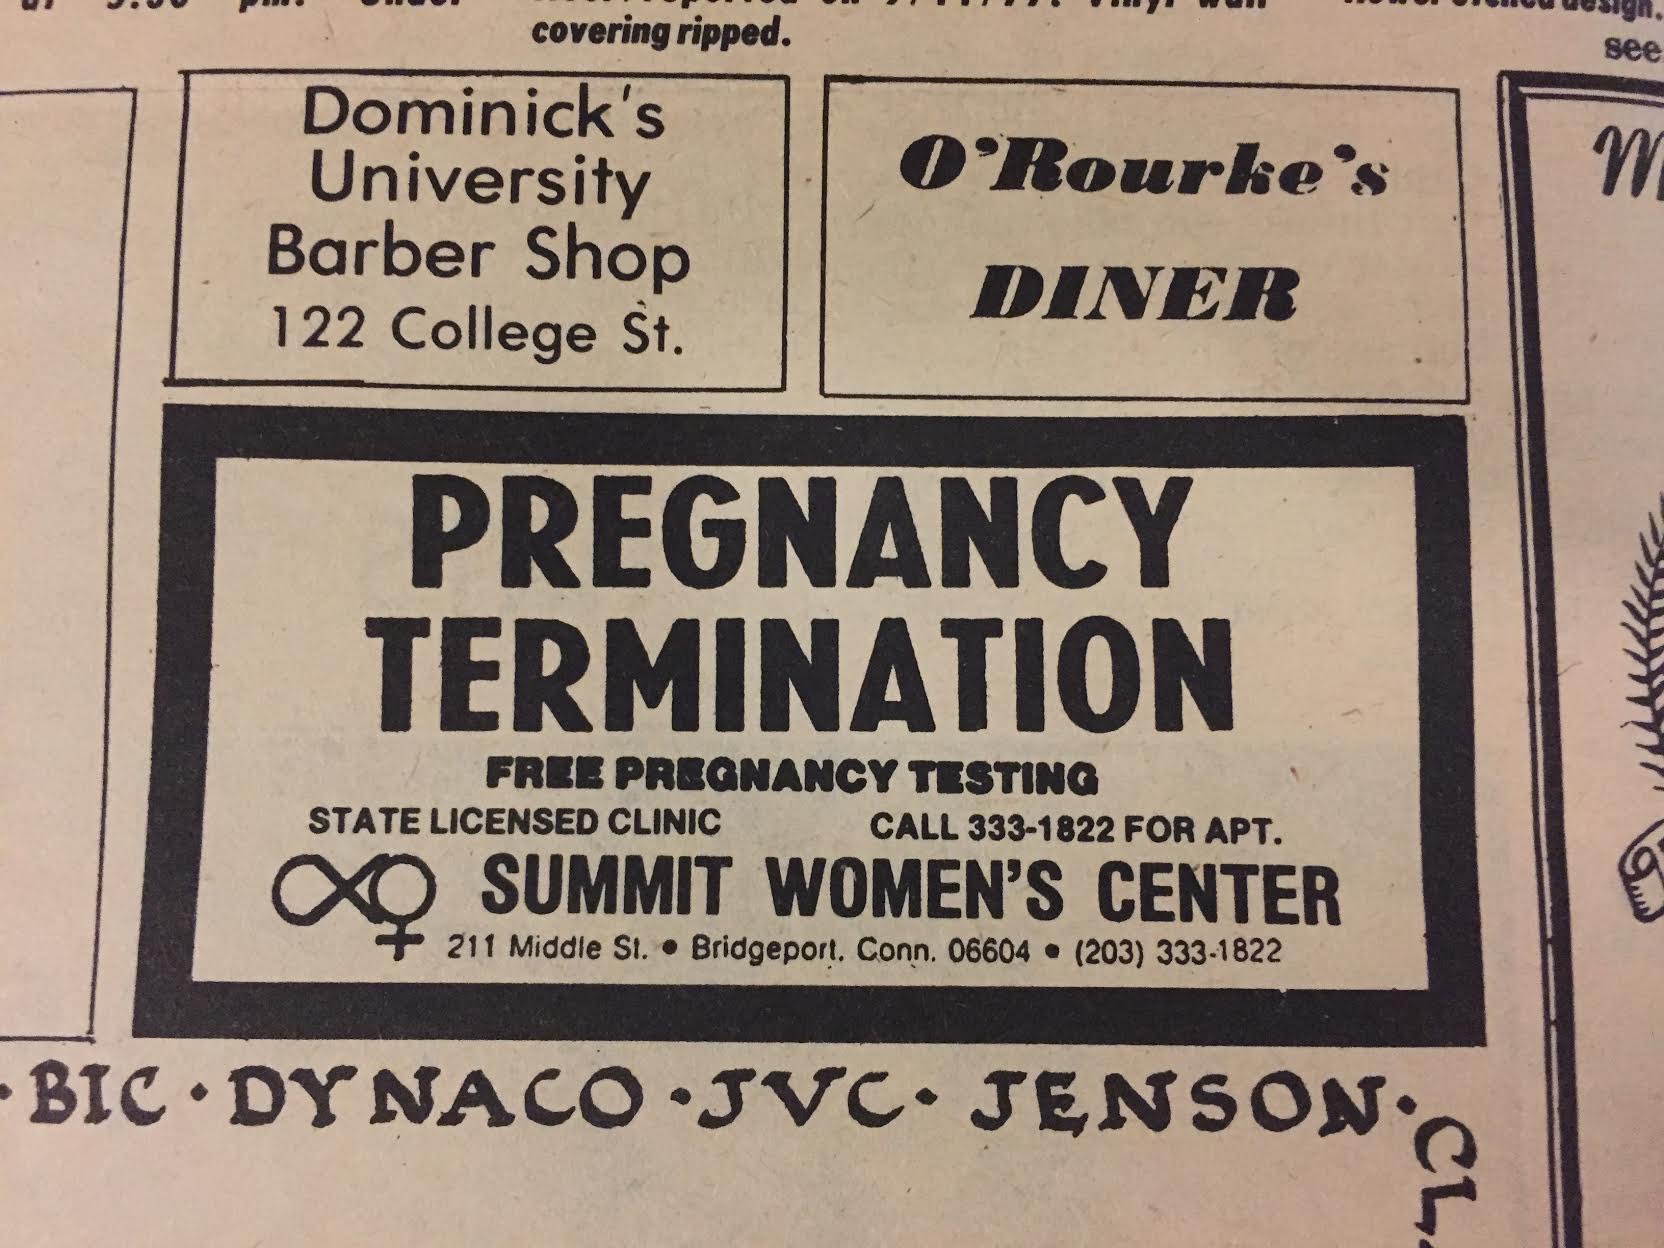 covering ripped.
see
Dominick's
University
Barber Shop
122 College St.
O'Rourke's
DINER
PREGNANCY
TERMINATION
FREE PREGNANCY TESTING
STATE LICENSED CLINIC CALL 333-1822 FOR APT.
SUMMIT WOMEN'S CENTER
211 Middle St. • Bridgeport, Conn. 06604 • (203) 333-1822
· BIC · DYNACO · JVC · JENSON ·